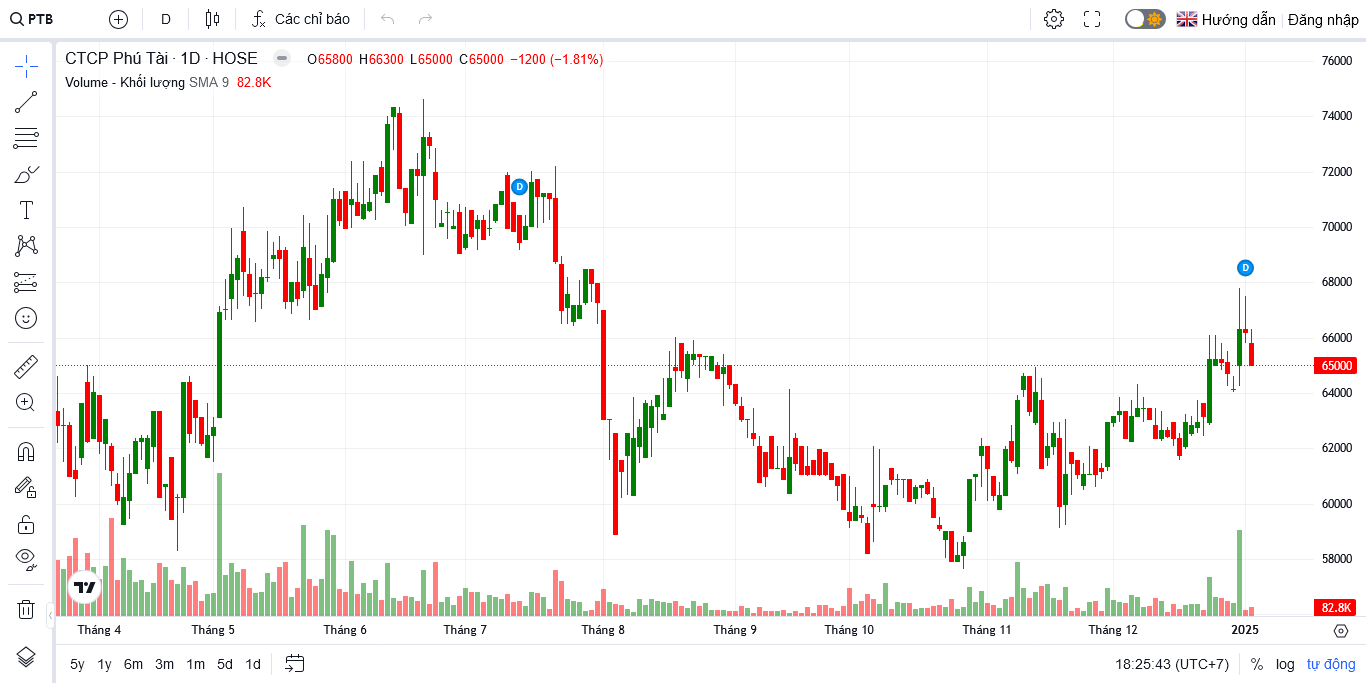 PTB D Các chỉ báo Hướng dẫn Đăng nhập
CTCP Phú Tài · 1D · HOSE O65800 H66300 L65000 C65000 −1200 (−1.81%)
Volume - Khối lượng SMA 9 82.8K
76000
74000
72000
D
70000
D
68000
66000
65000
64000
62000
60000
58000
82.8K
Tháng 4 Tháng 5 Tháng 6 Tháng 7 Tháng 8 Tháng 9 Tháng 10 Tháng 11 Tháng 12 2025
5y 1y 6m 3m 1m 5d 1d 18:25:43 (UTC+7) % log tự động